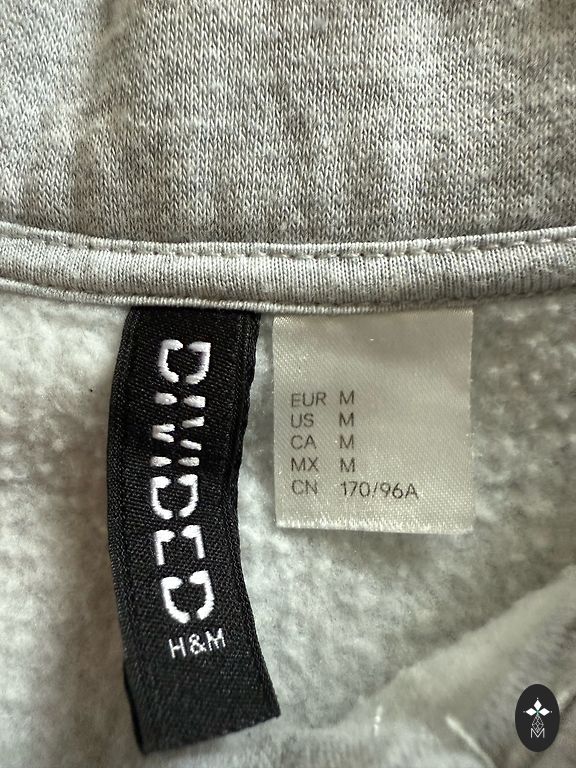 DIVIDED
H&M
EUR M
US M
CA M
MX M
CN 170/96A
M